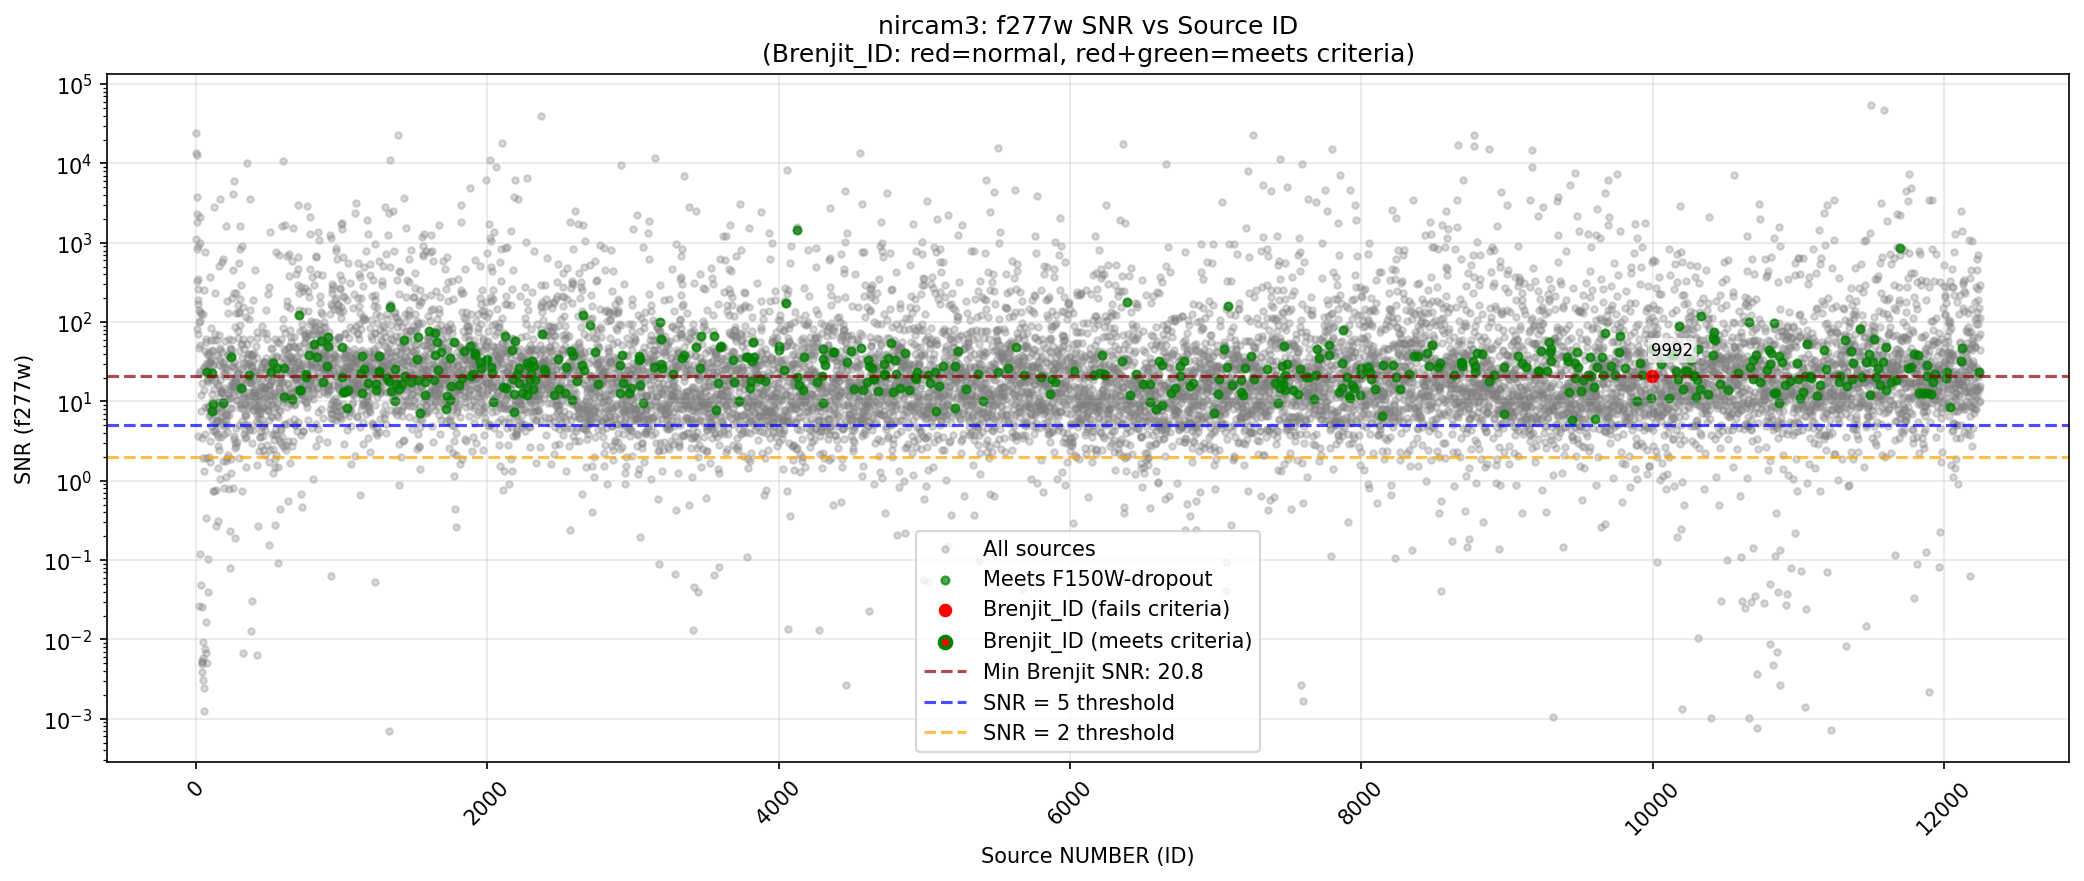 nircam3: f277w SNR vs Source ID
(Brenjit_ID: red=normal, red+green=meets criteria)
SNR (f277w)
10^5
10^4
10^3
10^2
10^1
10^0
10^-1
10^-2
10^-3
9992
All sources
Meets F150W-dropout
Brenjit_ID (fails criteria)
Brenjit_ID (meets criteria)
Min Brenjit SNR: 20.8
SNR = 5 threshold
SNR = 2 threshold
0
2000
4000
6000
8000
10000
12000
Source NUMBER (ID)